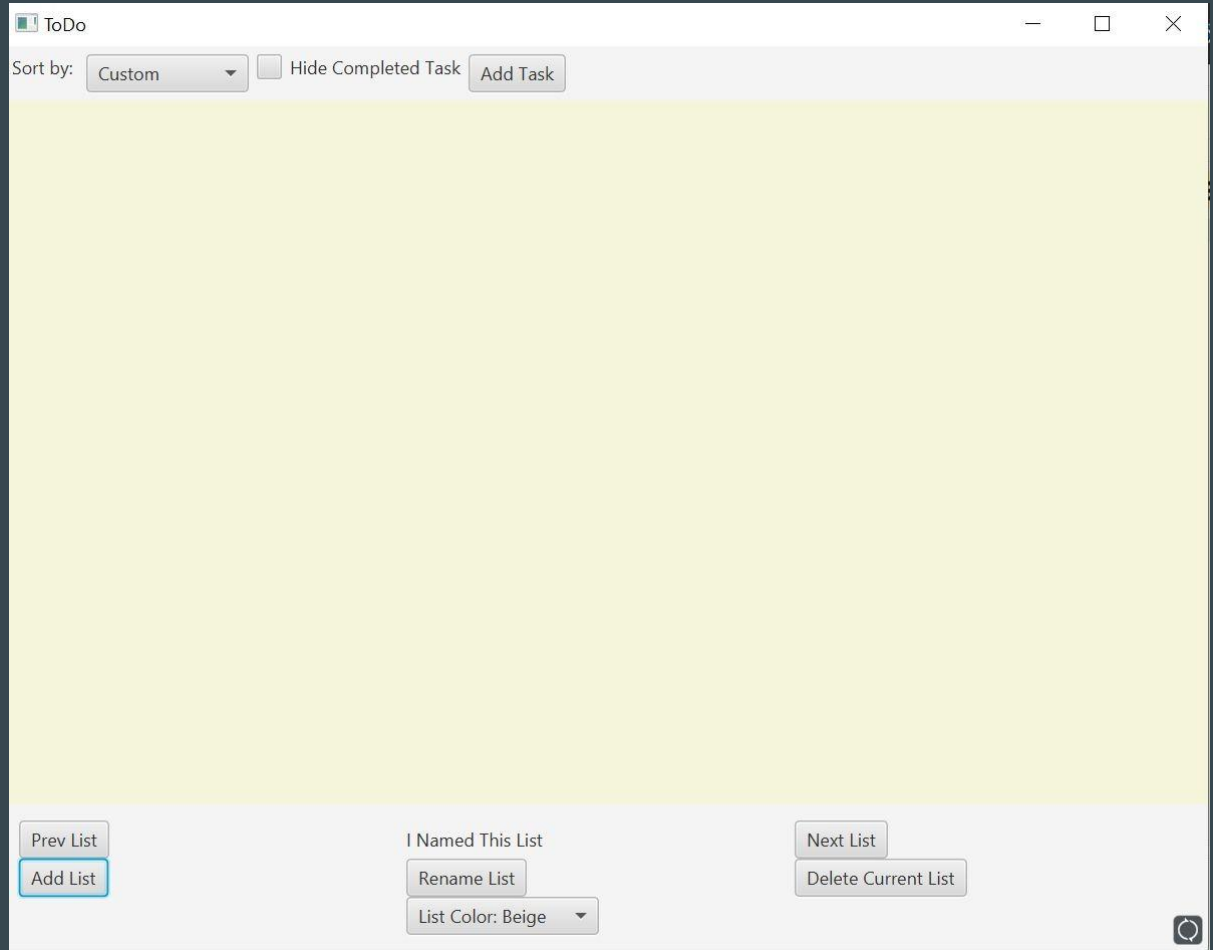 ToDo
Sort by: Custom Hide Completed Task Add Task
Prev List I Named This List Next List
Add List Rename List Delete Current List
List Color: Beige